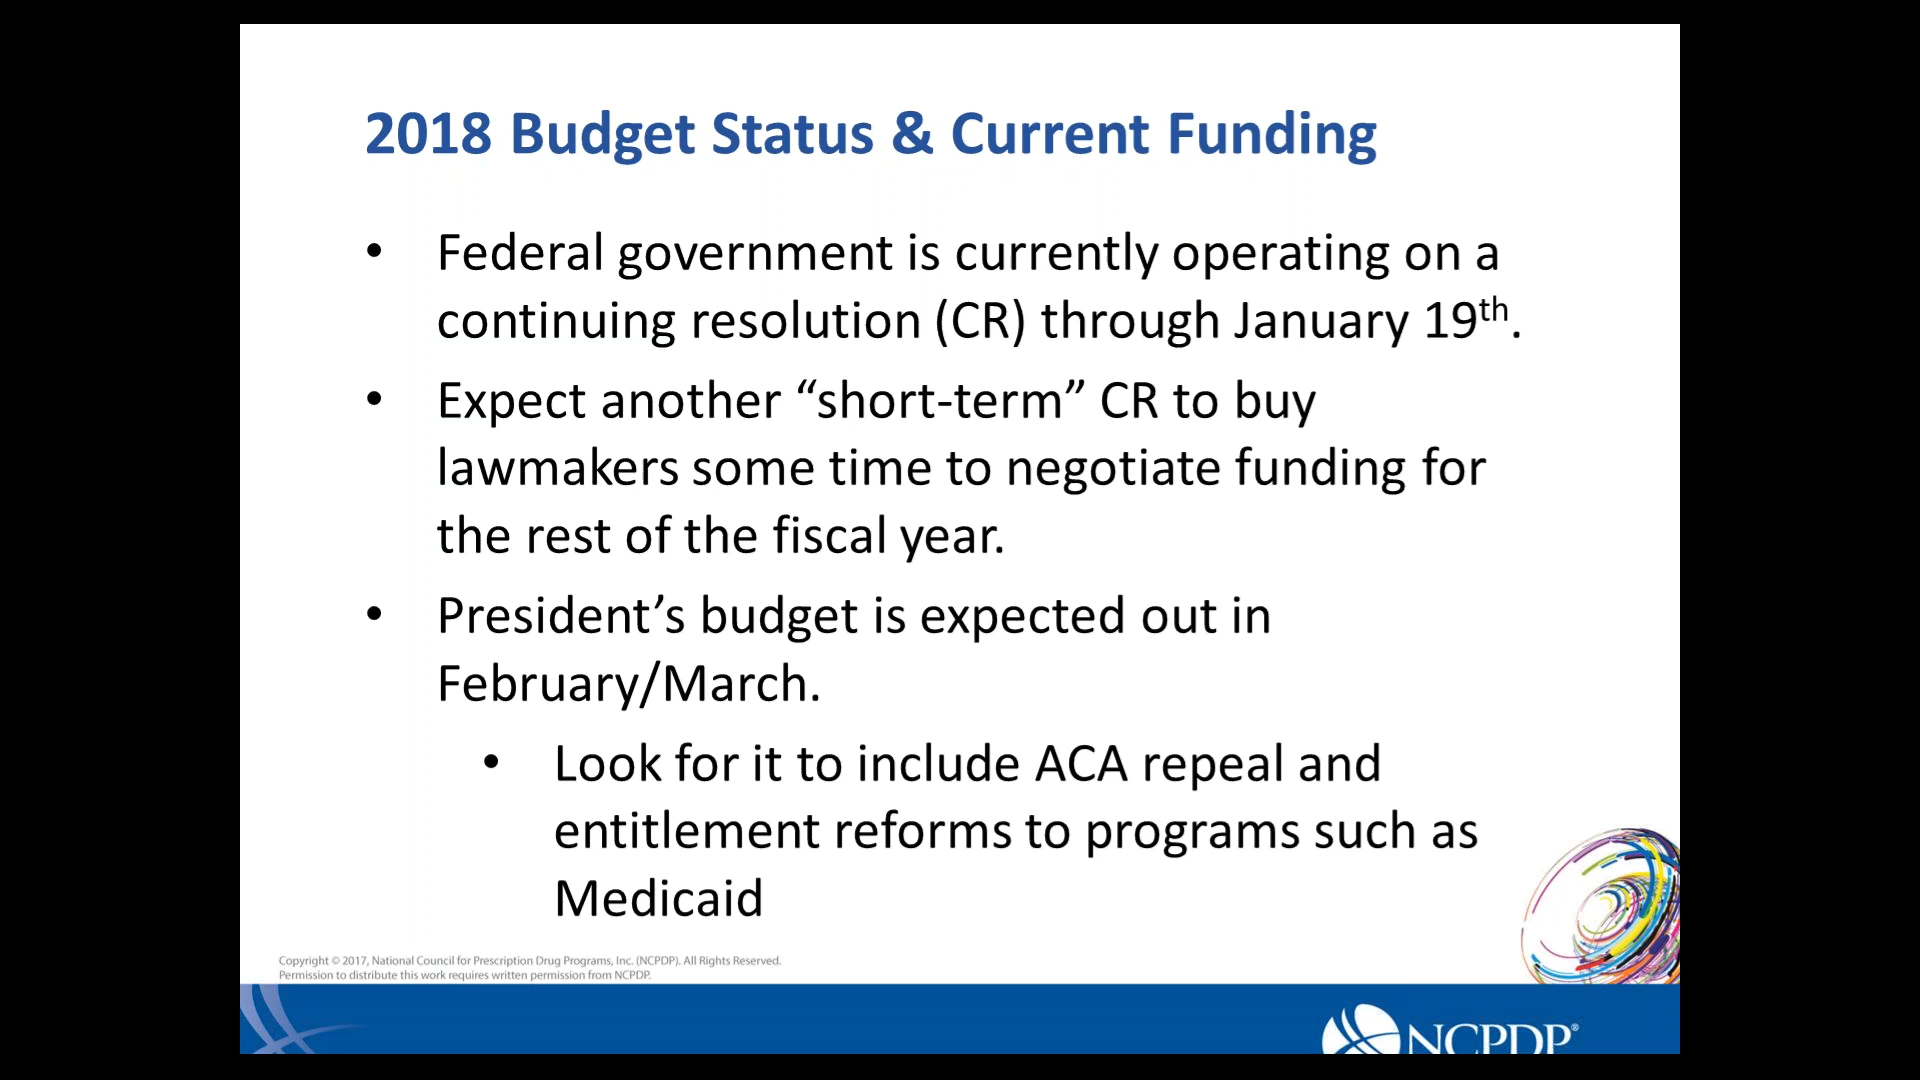 2018 Budget Status & Current Funding
• Federal government is currently operating on a
continuing resolution (CR) through January 19th.
• Expect another “short-term” CR to buy
lawmakers some time to negotiate funding for
the rest of the fiscal year.
• President’s budget is expected out in
February/March.
• Look for it to include ACA repeal and
entitlement reforms to programs such as
Medicaid
Copyright © 2017, National Council for Prescription Drug Programs, Inc. (NCPDP). All Rights Reserved.
Permission to distribute this work requires written permission from NCPDP.
NCPDP®